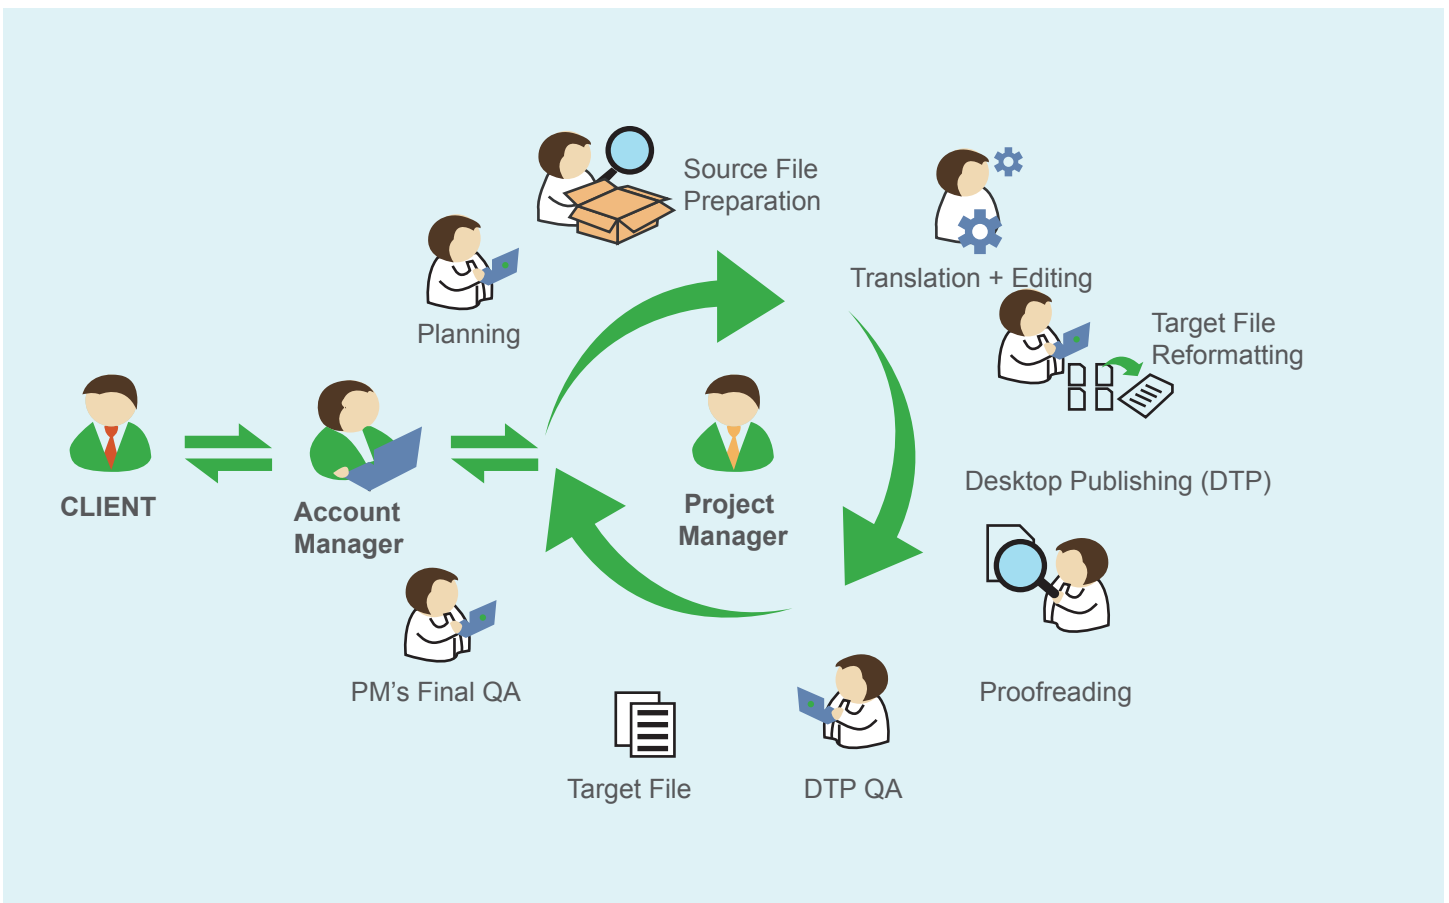 Source File
Preparation
Translation + Editing
Planning
Target File
Reformatting
CLIENT
Account
Manager
Project
Manager
Desktop Publishing (DTP)
PM’s Final QA
Proofreading
Target File
DTP QA